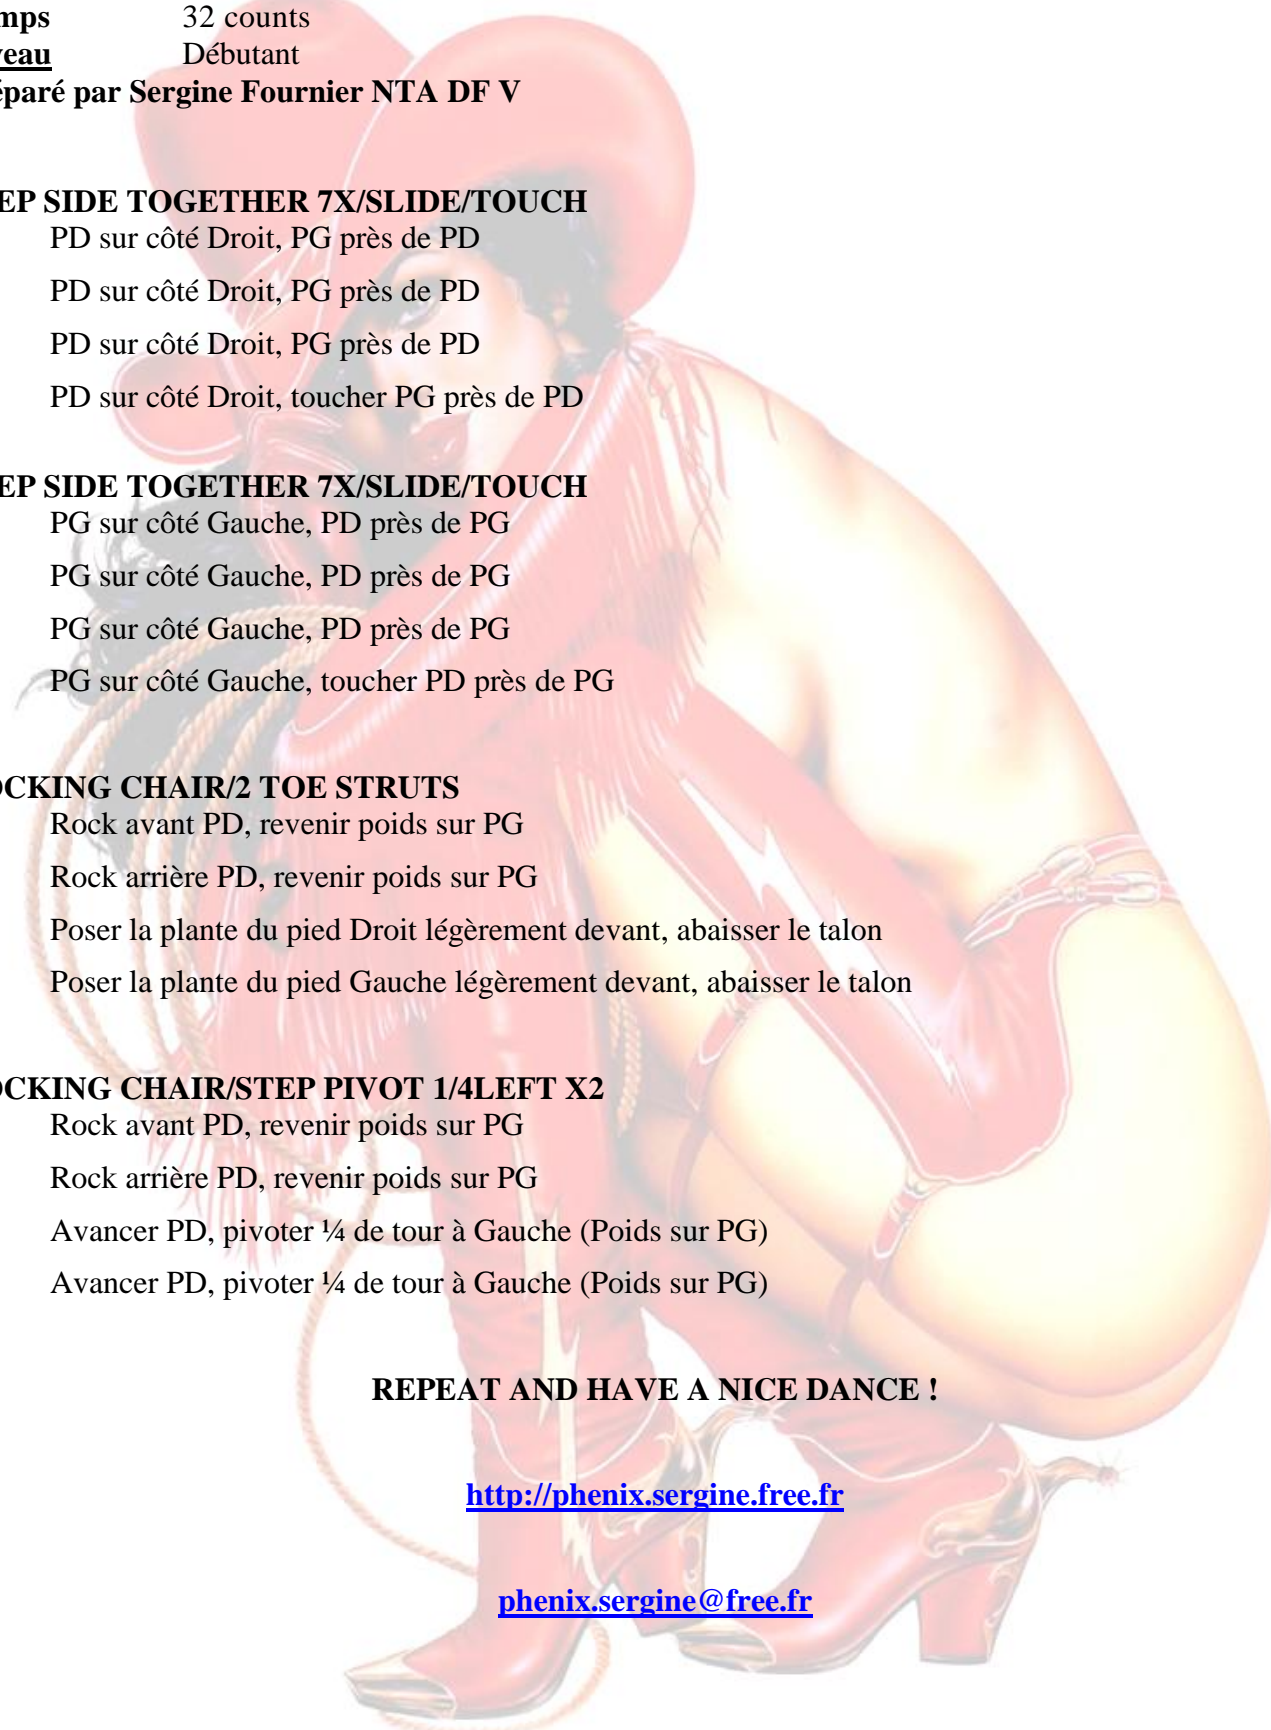 mps 32 counts
veau Débutant
éparé par Sergine Fournier NTA DF V
EP SIDE TOGETHER 7X/SLIDE/TOUCH
PD sur côté Droit, PG près de PD
PD sur côté Droit, PG près de PD
PD sur côté Droit, PG près de PD
PD sur côté Droit, toucher PG près de PD
EP SIDE TOGETHER 7X/SLIDE/TOUCH
PG sur côté Gauche, PD près de PG
PG sur côté Gauche, PD près de PG
PG sur côté Gauche, PD près de PG
PG sur côté Gauche, toucher PD près de PG
OCKING CHAIR/2 TOE STRUTS
Rock avant PD, revenir poids sur PG
Rock arrière PD, revenir poids sur PG
Poser la plante du pied Droit légèrement devant, abaisser le talon
Poser la plante du pied Gauche légèrement devant, abaisser le talon
OCKING CHAIR/STEP PIVOT 1/4LEFT X2
Rock avant PD, revenir poids sur PG
Rock arrière PD, revenir poids sur PG
Avancer PD, pivoter ¼ de tour à Gauche (Poids sur PG)
Avancer PD, pivoter ¼ de tour à Gauche (Poids sur PG)
REPEAT AND HAVE A NICE DANCE !
http://phenix.sergine.free.fr
phenix.sergine@free.fr